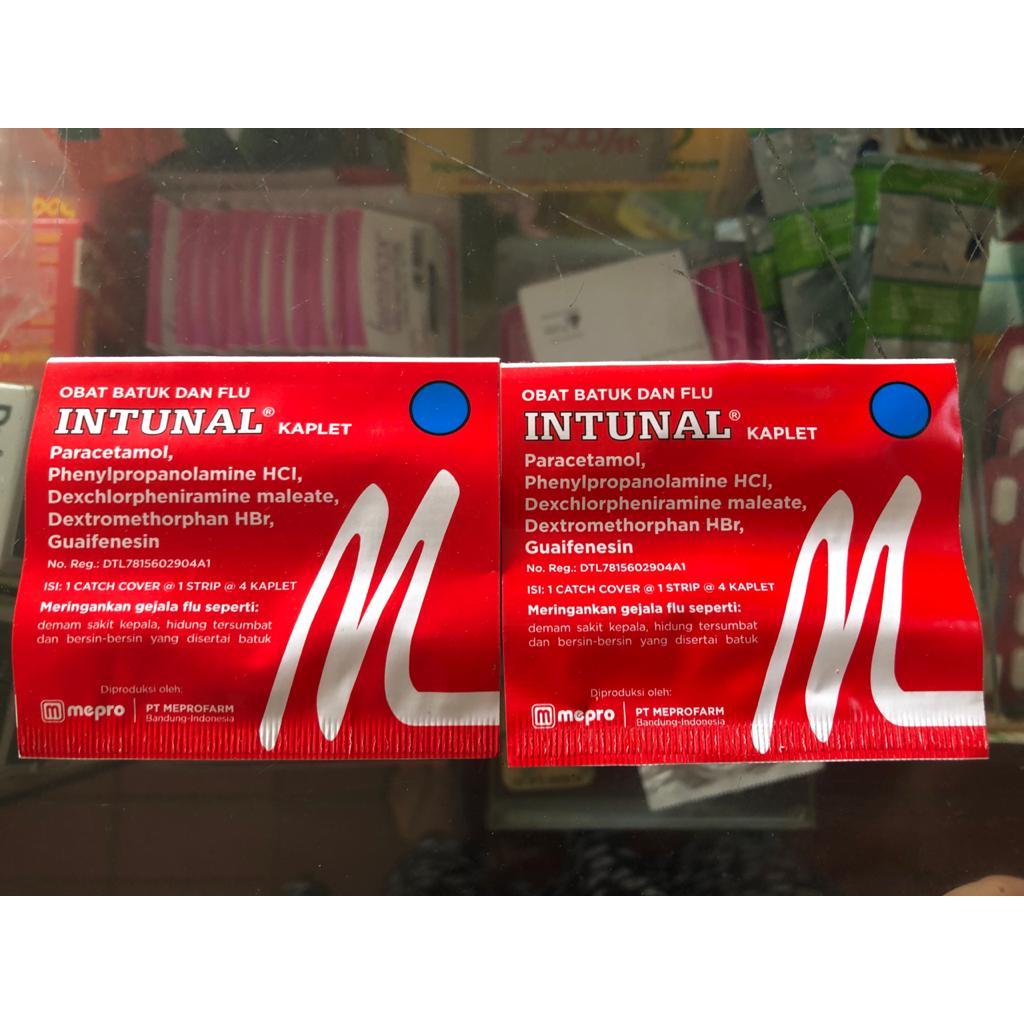 OBAT BATUK DAN FLU
INTUNAL® KAPLET
Paracetamol,
Phenylpropanolamine HCl,
Dexchlorpheniramine maleate,
Dextromethorphan HBr,
Guaifenesin
No. Reg.: DTL7815602904A1
ISI: 1 CATCH COVER @ 1 STRIP @ 4 KAPLET
Meringankan gejala flu seperti:
demam sakit kepala, hidung tersumbat
dan bersin-bersin yang disertai batuk
Diproduksi oleh:
mepro
PT MEPROFARM
Bandung-Indonesia
OBAT BATUK DAN FLU
INTUNAL® KAPLET
Paracetamol,
Phenylpropanolamine HCl,
Dexchlorpheniramine maleate,
Dextromethorphan HBr,
Guaifenesin
No. Reg.: DTL7815602904A1
ISI: 1 CATCH COVER @ 1 STRIP @ 4 KAPLET
Meringankan gejala flu seperti:
demam sakit kepala, hidung tersumbat
dan bersin-bersin yang disertai batuk
Diproduksi oleh:
mepro
PT MEPROFARM
Bandung-Indonesia